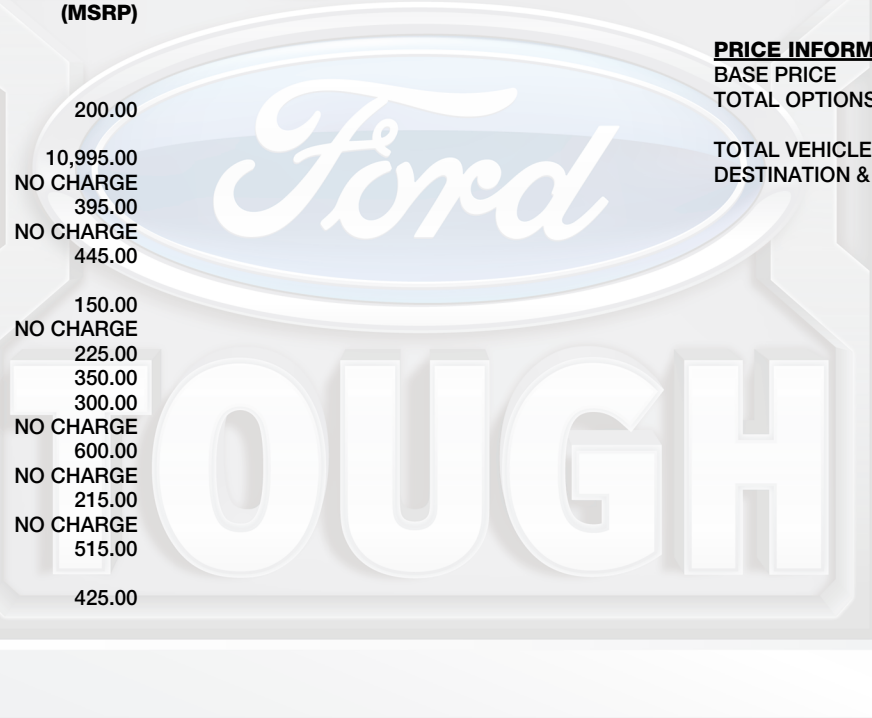 (MSRP)
200.00
10,995.00
NO CHARGE
395.00
NO CHARGE
445.00
150.00
NO CHARGE
225.00
350.00
300.00
NO CHARGE
600.00
NO CHARGE
215.00
NO CHARGE
515.00
425.00
PRICE INFORM
BASE PRICE
TOTAL OPTIONS
TOTAL VEHICLE
DESTINATION &
Ford
TOUGH